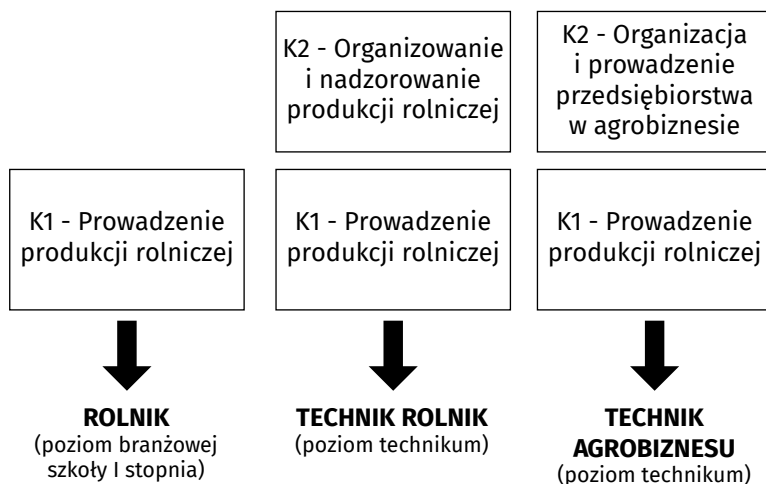 K2 - Organizowanie
i nadzorowanie
produkcji rolniczej
K2 - Organizacja
i prowadzenie
przedsiębiorstwa
w agrobiznesie
K1 - Prowadzenie
produkcji rolniczej
K1 - Prowadzenie
produkcji rolniczej
K1 - Prowadzenie
produkcji rolniczej
ROLNIK
(poziom branżowej
szkoły I stopnia)
TECHNIK ROLNIK
(poziom technikum)
TECHNIK
AGROBIZNESU
(poziom technikum)